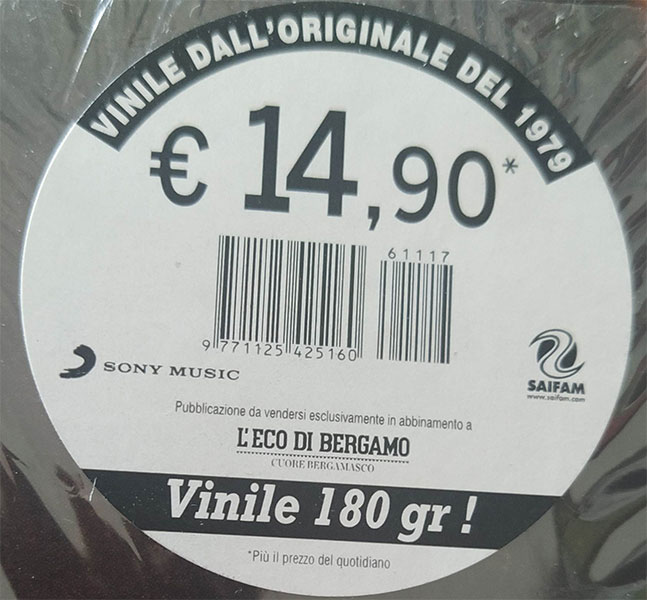 VINILE DALL'ORIGINALE DEL 1979
€ 14,90*
61117
9 771125 425160
SONY MUSIC
SAIFAM
www.saifam.com
Pubblicazione da vendersi esclusivamente in abbinamento a
L'ECO DI BERGAMO
CUORE BERGAMASCO
Vinile 180 gr !
*Più il prezzo del quotidiano